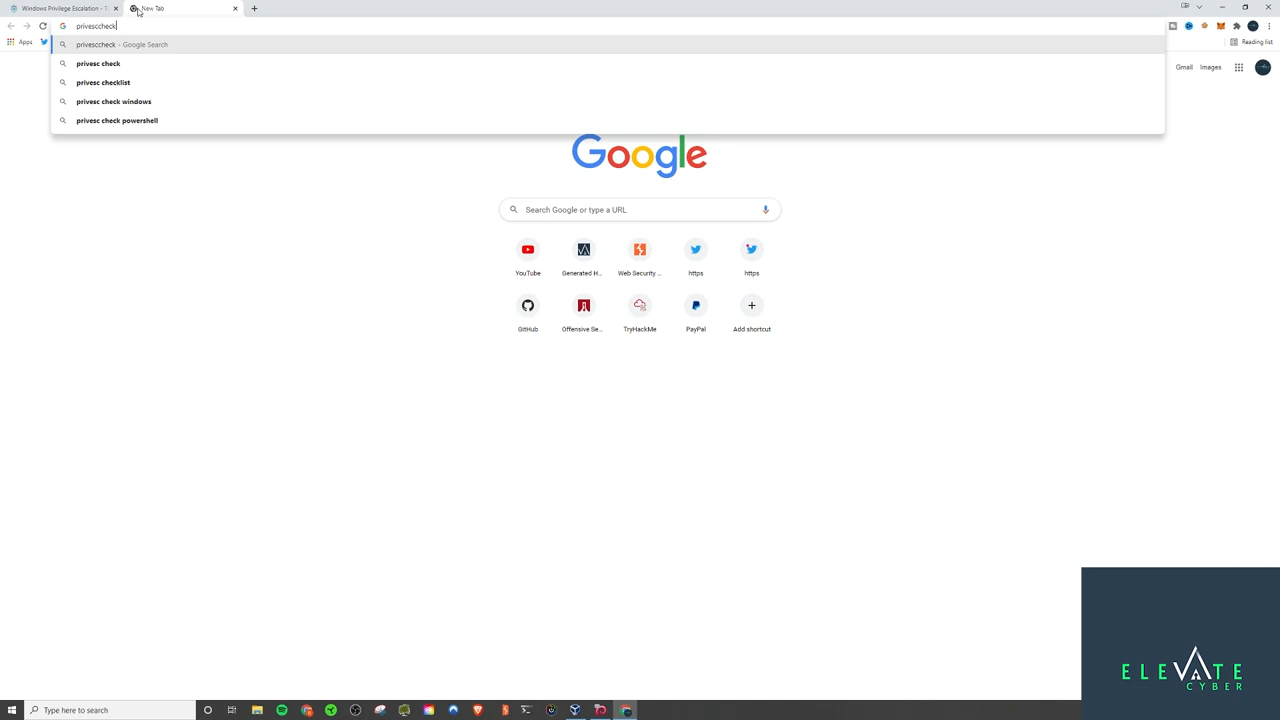 Windows Privilege Escalation - T
New Tab
privesccheck
Apps
Reading list
privesccheck - Google Search
privesc check
privesc checklist
privesc check windows
privesc check powershell
Gmail
Images
Google
Search Google or type a URL
YouTube
Generated H...
Web Security ...
https
https
GitHub
Offensive Se...
TryHackMe
PayPal
Add shortcut
ELEVATE
CYBER
Type here to search